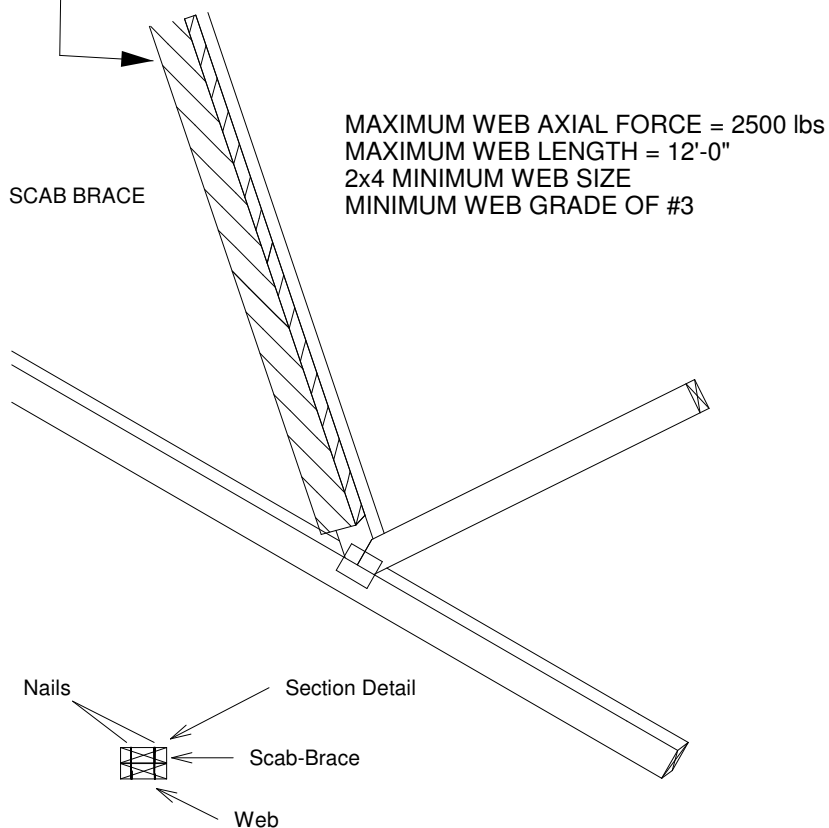 MAXIMUM WEB AXIAL FORCE = 2500 lbs
MAXIMUM WEB LENGTH = 12'-0"
2x4 MINIMUM WEB SIZE
MINIMUM WEB GRADE OF #3
SCAB BRACE
Nails
Section Detail
Scab-Brace
Web